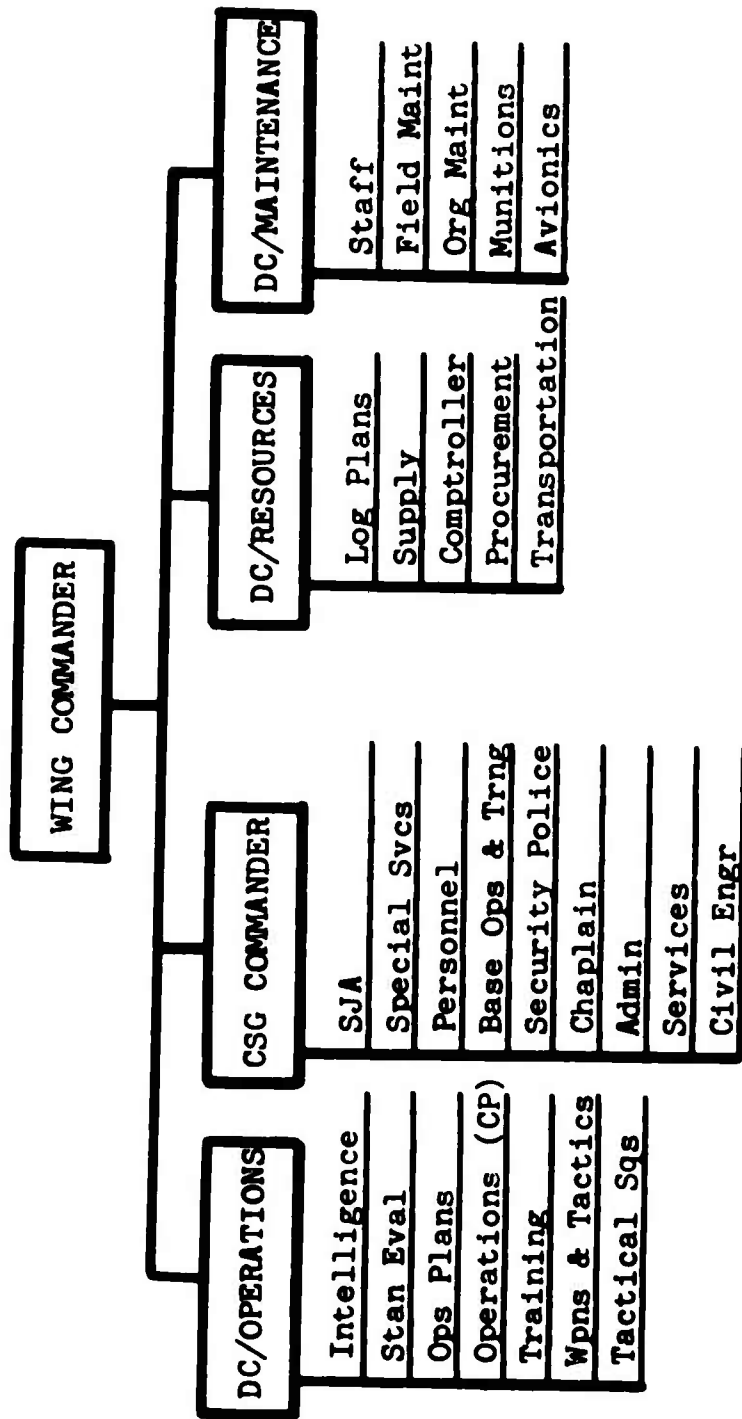 WING COMMANDER
DC/OPERATIONS
Intelligence
Stan Eval
Ops Plans
Operations (CP)
Training
Wpns & Tactics
Tactical Sqs
CSG COMMANDER
SJA
Special Svcs
Personnel
Base Ops & Trng
Security Police
Chaplain
Admin
Services
Civil Engr
DC/RESOURCES
Log Plans
Supply
Comptroller
Procurement
Transportation
DC/MAINTENANCE
Staff
Field Maint
Org Maint
Munitions
Avionics